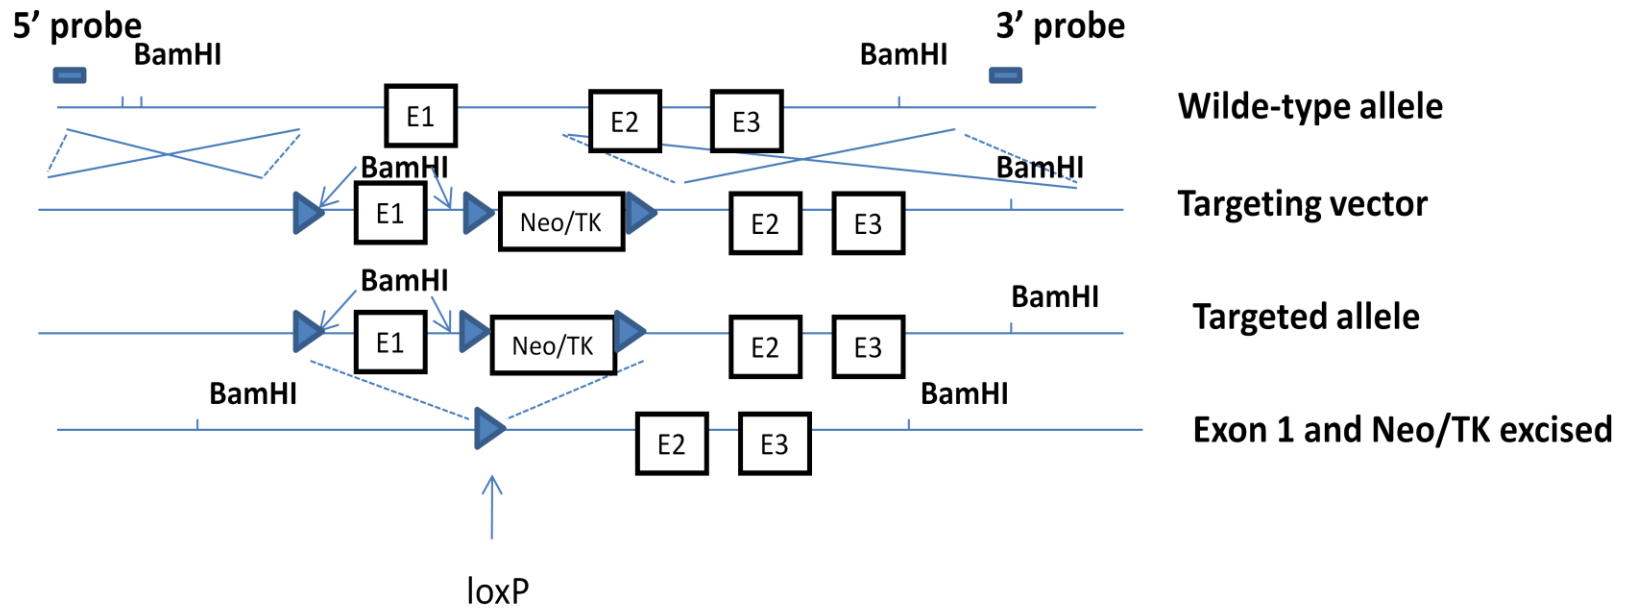 5’ probe
3’ probe
BamHI
BamHI
E1
E2
E3
Wilde-type allele
BamHI
BamHI
E1
Neo/TK
E2
E3
Targeting vector
BamHI
BamHI
E1
Neo/TK
E2
E3
Targeted allele
BamHI
BamHI
E2
E3
Exon 1 and Neo/TK excised
loxP